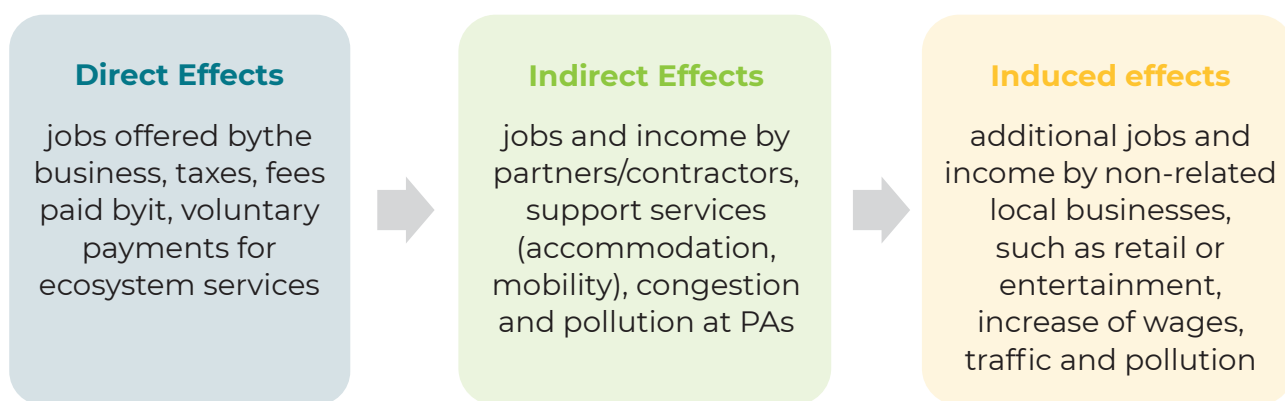 Direct Effects
jobs offered bythe
business, taxes, fees
paid byit, voluntary
payments for
ecosystem services
Indirect Effects
jobs and income by
partners/contractors,
support services
(accommodation,
mobility), congestion
and pollution at PAs
Induced effects
additional jobs and
income by non-related
local businesses,
such as retail or
entertainment,
increase of wages,
traffic and pollution